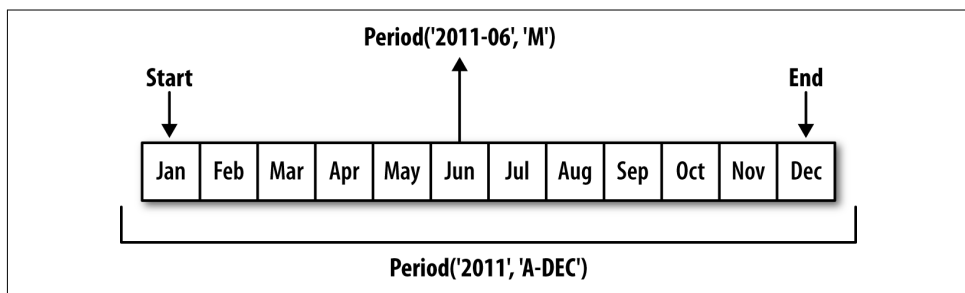 Period('2011-06', 'M')
Start End
Jan Feb Mar Apr May Jun Jul Aug Sep Oct Nov Dec
Period('2011', 'A-DEC')